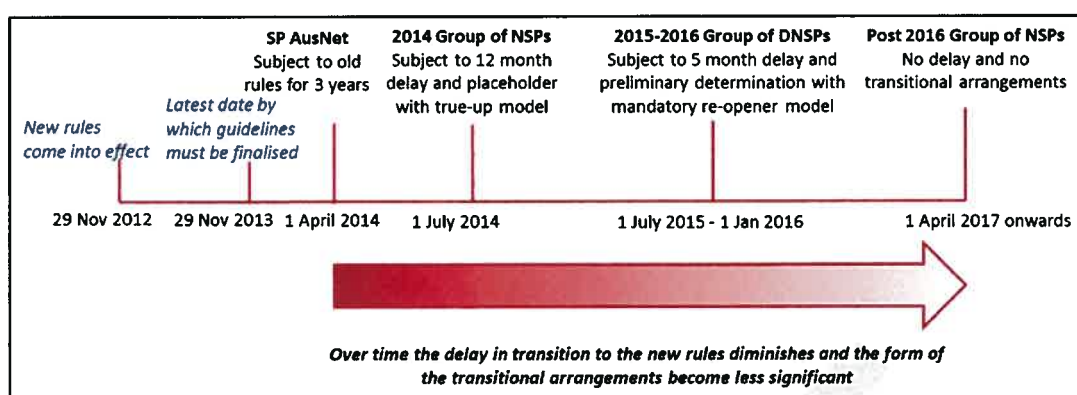 SP AusNet
Subject to old
rules for 3 years
2014 Group of NSPs
Subject to 12 month
delay and placeholder
with true-up model
2015-2016 Group of DNSPs
Subject to 5 month delay and
preliminary determination with
mandatory re-opener model
Post 2016 Group of NSPs
No delay and no
transitional arrangements
New rules
come into effect
Latest date by
which guidelines
must be finalised
29 Nov 2012
29 Nov 2013
1 April 2014
1 July 2014
1 July 2015 - 1 Jan 2016
1 April 2017 onwards
Over time the delay in transition to the new rules diminishes and the form of
the transitional arrangements become less significant